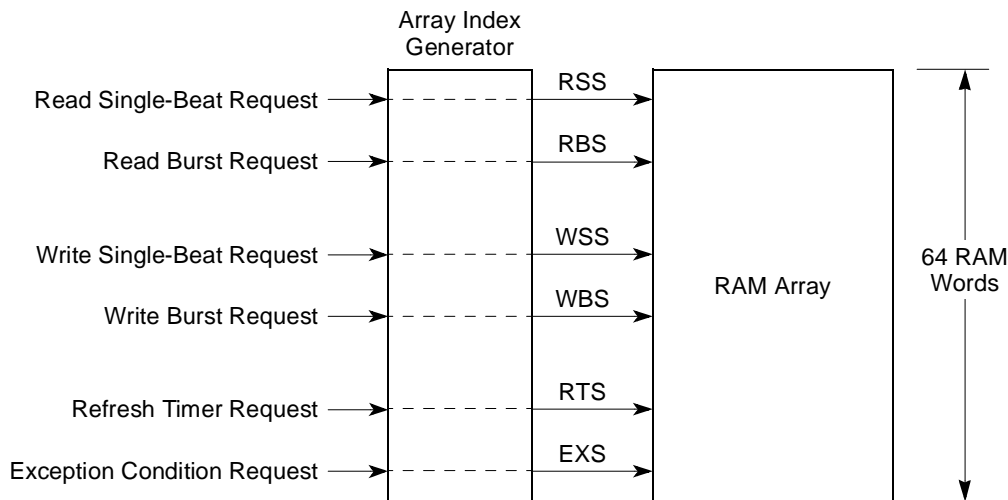 Array Index
Generator
Read Single-Beat Request
RSS
Read Burst Request
RBS
Write Single-Beat Request
WSS
64 RAM
Words
RAM Array
Write Burst Request
WBS
Refresh Timer Request
RTS
Exception Condition Request
EXS